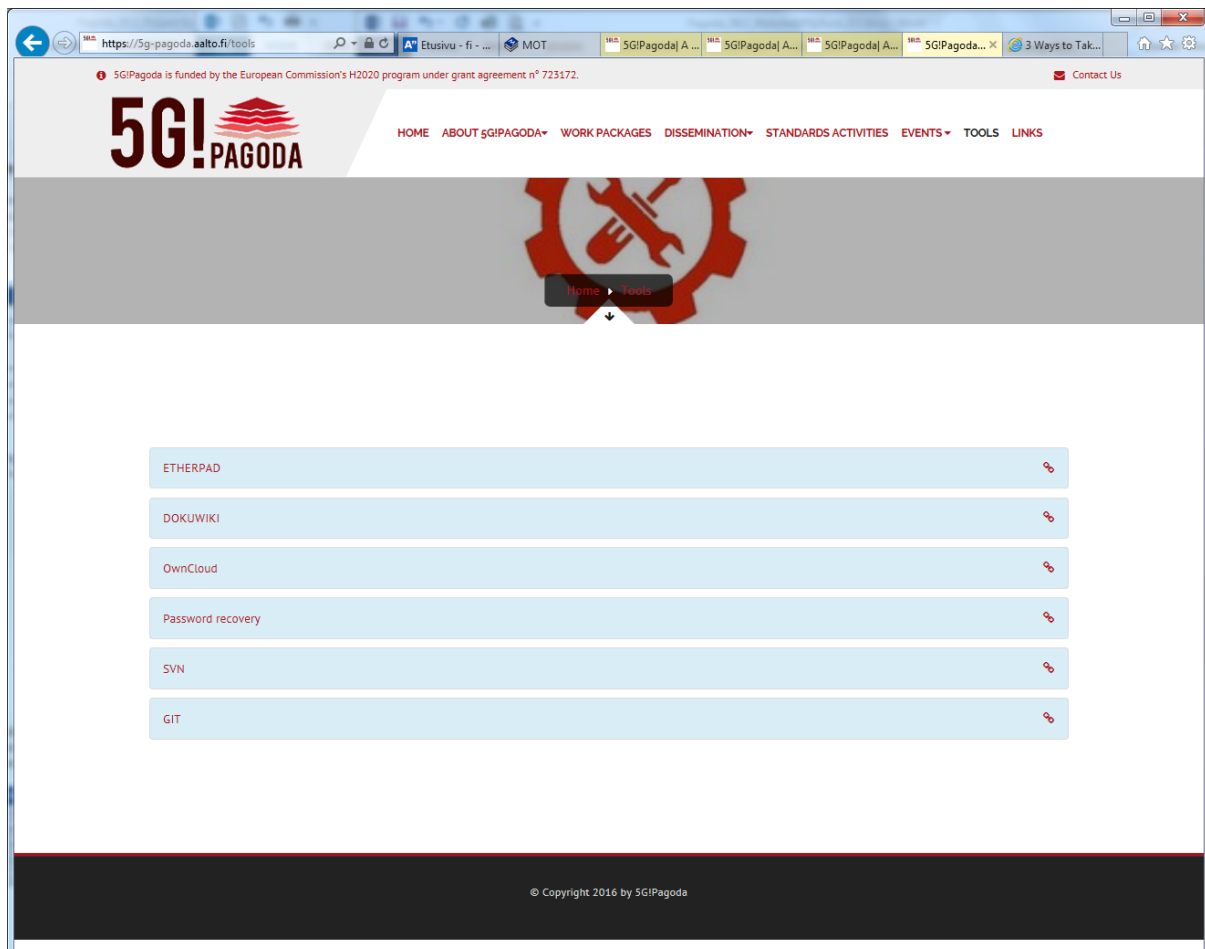 https://5g-pagoda.aalto.fi/tools
Etusivu - fi - ...
MOT
5G!Pagoda| A ...
5G!Pagoda| A...
5G!Pagoda| A...
5G!Pagoda...
3 Ways to Tak...
5G!Pagoda is funded by the European Commission's H2020 program under grant agreement n° 723172.
Contact Us
5G!
PAGODA
HOME ABOUT 5G!PAGODA WORK PACKAGES DISSEMINATION STANDARDS ACTIVITIES EVENTS TOOLS LINKS
Home Tools
ETHERPAD
DOKUWIKI
OwnCloud
Password recovery
SVN
GIT
© Copyright 2016 by 5G!Pagoda